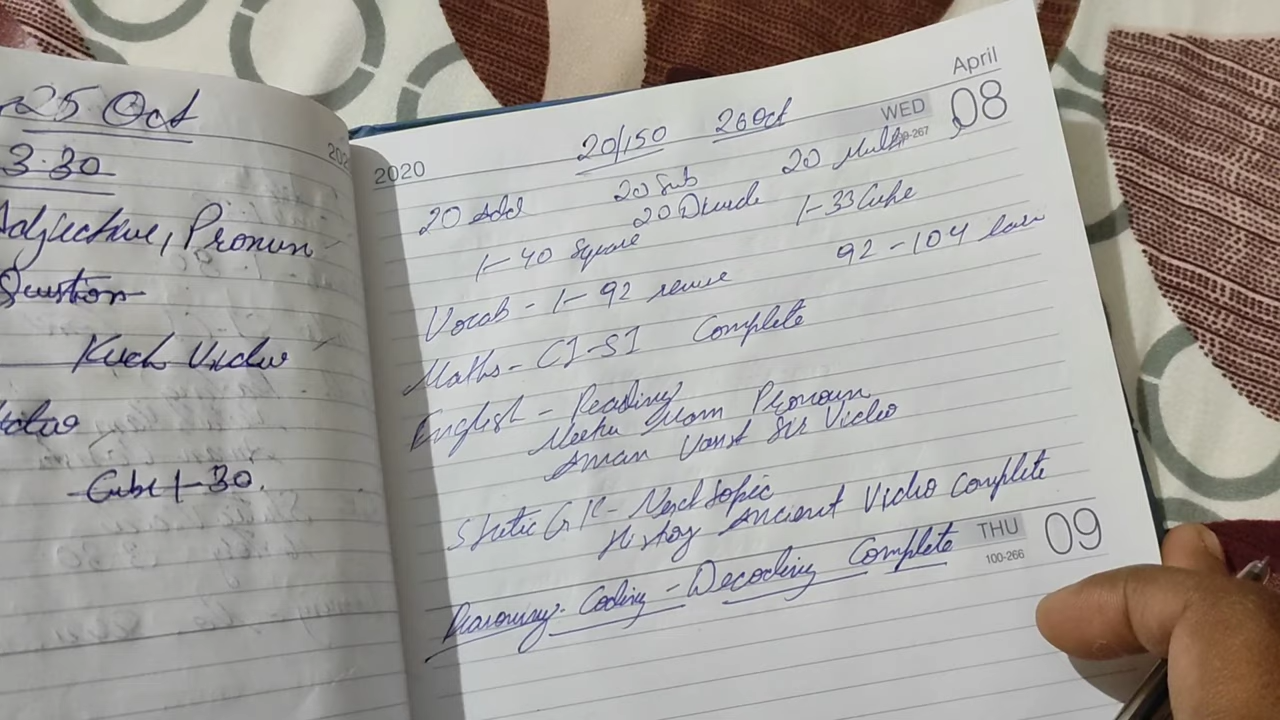 25 Oct
3.30
Adjective, Pronoun
Question
Video
Cube 1-30.
April
WED 08
2020
20/150 26 Oct
20 Add 20 Sub 20 Mult
20 Divide
1-40 Square 1-33 Cube
Vocab - 1-92 revise 92-104 learn
Maths - CI-SI Complete
English - Reading
Neetu Mam Pronoun
Aman Vasist Sir Video
Static GK - Next topic
History Ancient Video complete
THU 09
100-266
Reasoning - Coding - Decoding Complete